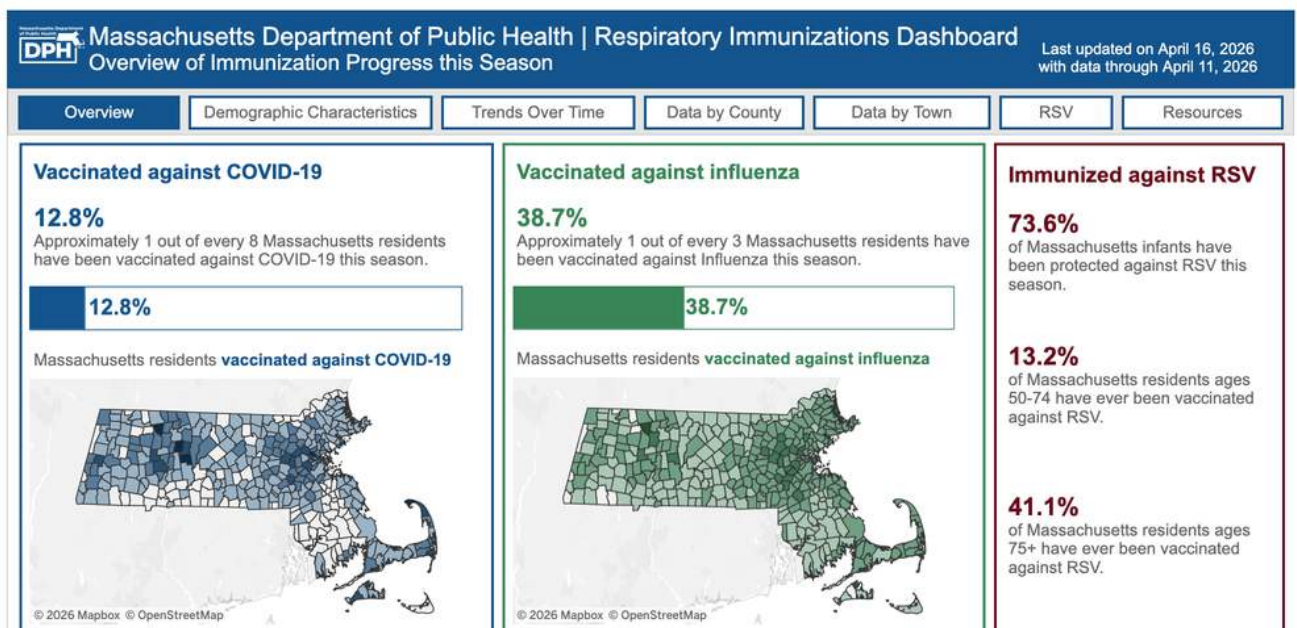 Massachusetts Department
of Public Health
DPH
Massachusetts Department of Public Health | Respiratory Immunizations Dashboard
Overview of Immunization Progress this Season
Last updated on April 16, 2026
with data through April 11, 2026
Overview
Demographic Characteristics
Trends Over Time
Data by County
Data by Town
RSV
Resources
Vaccinated against COVID-19
12.8%
Approximately 1 out of every 8 Massachusetts residents
have been vaccinated against COVID-19 this season.
12.8%
Massachusetts residents vaccinated against COVID-19
© 2026 Mapbox © OpenStreetMap
Vaccinated against influenza
38.7%
Approximately 1 out of every 3 Massachusetts residents have
been vaccinated against Influenza this season.
38.7%
Massachusetts residents vaccinated against influenza
© 2026 Mapbox © OpenStreetMap
Immunized against RSV
73.6%
of Massachusetts infants have
been protected against RSV this
season.
13.2%
of Massachusetts residents ages
50-74 have ever been vaccinated
against RSV.
41.1%
of Massachusetts residents ages
75+ have ever been vaccinated
against RSV.